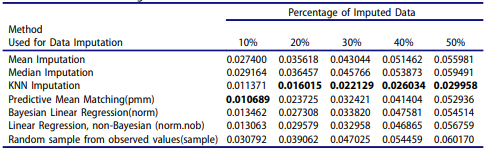 Percentage of Imputed Data
Method
Used for Data Imputation 10% 20% 30% 40% 50%
Mean Imputation 0.027400 0.035618 0.043044 0.051462 0.055981
Median Imputation 0.029164 0.036457 0.045766 0.053873 0.059491
KNN Imputation 0.011371 0.016015 0.022129 0.026034 0.029958
Predictive Mean Matching(pmm) 0.010689 0.023725 0.032421 0.041404 0.052936
Bayesian Linear Regression(norm) 0.013462 0.027308 0.033820 0.047581 0.054514
Linear Regression, non-Bayesian (norm.nob) 0.013063 0.029579 0.032958 0.046865 0.056759
Random sample from observed values(sample) 0.030792 0.039062 0.047025 0.054459 0.060170